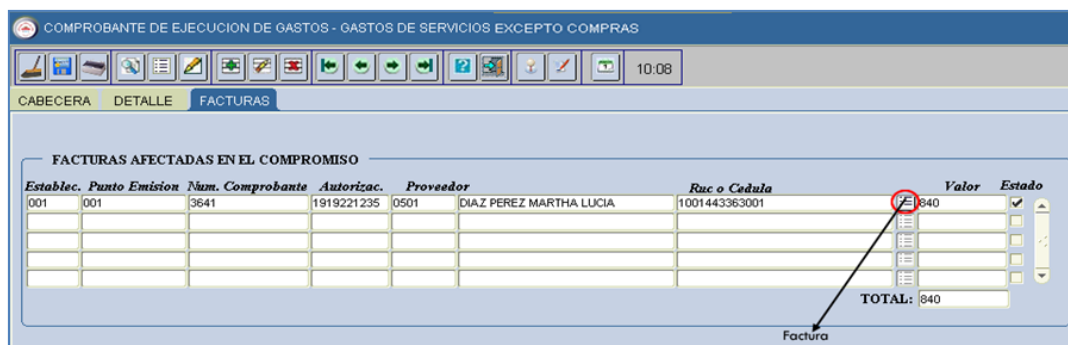 COMPROBANTE DE EJECUCION DE GASTOS - GASTOS DE SERVICIOS EXCEPTO COMPRAS
10:08
CABECERA DETALLE FACTURAS
FACTURAS AFECTADAS EN EL COMPROMISO
Establec. Punto Emision Num. Comprobante Autorizac. Proveedor Ruc o Cedula Valor Estado
001 001 3641 1919221235 0501 DIAZ PEREZ MARTHA LUCIA 1001443363001 840
TOTAL: 840
Factura